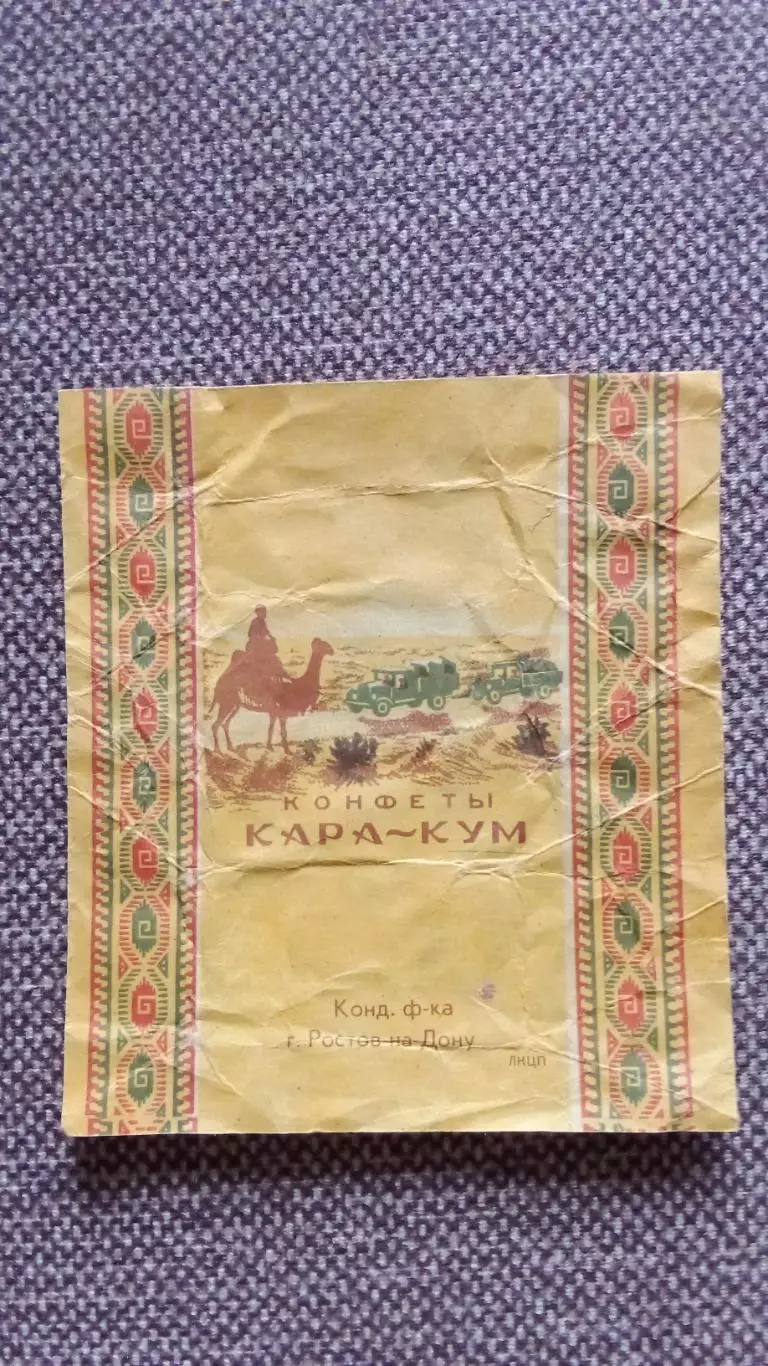 КОНФЕТЫ
КАРА~КУМ
Конд. ф-ка
г. Ростов-на-Дону
ЛКЦП